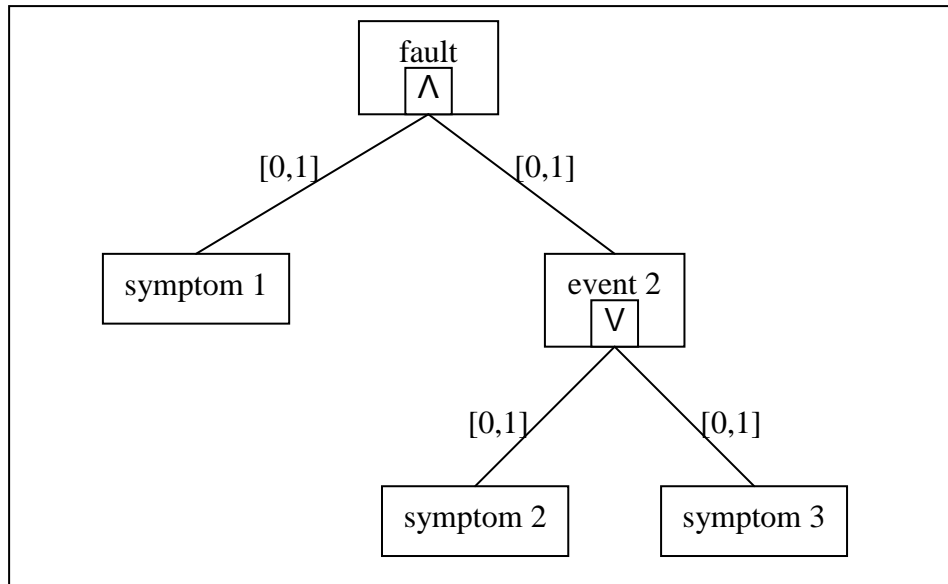 fault
Λ
[0,1]
[0,1]
symptom 1
event 2
V
[0,1]
[0,1]
symptom 2
symptom 3